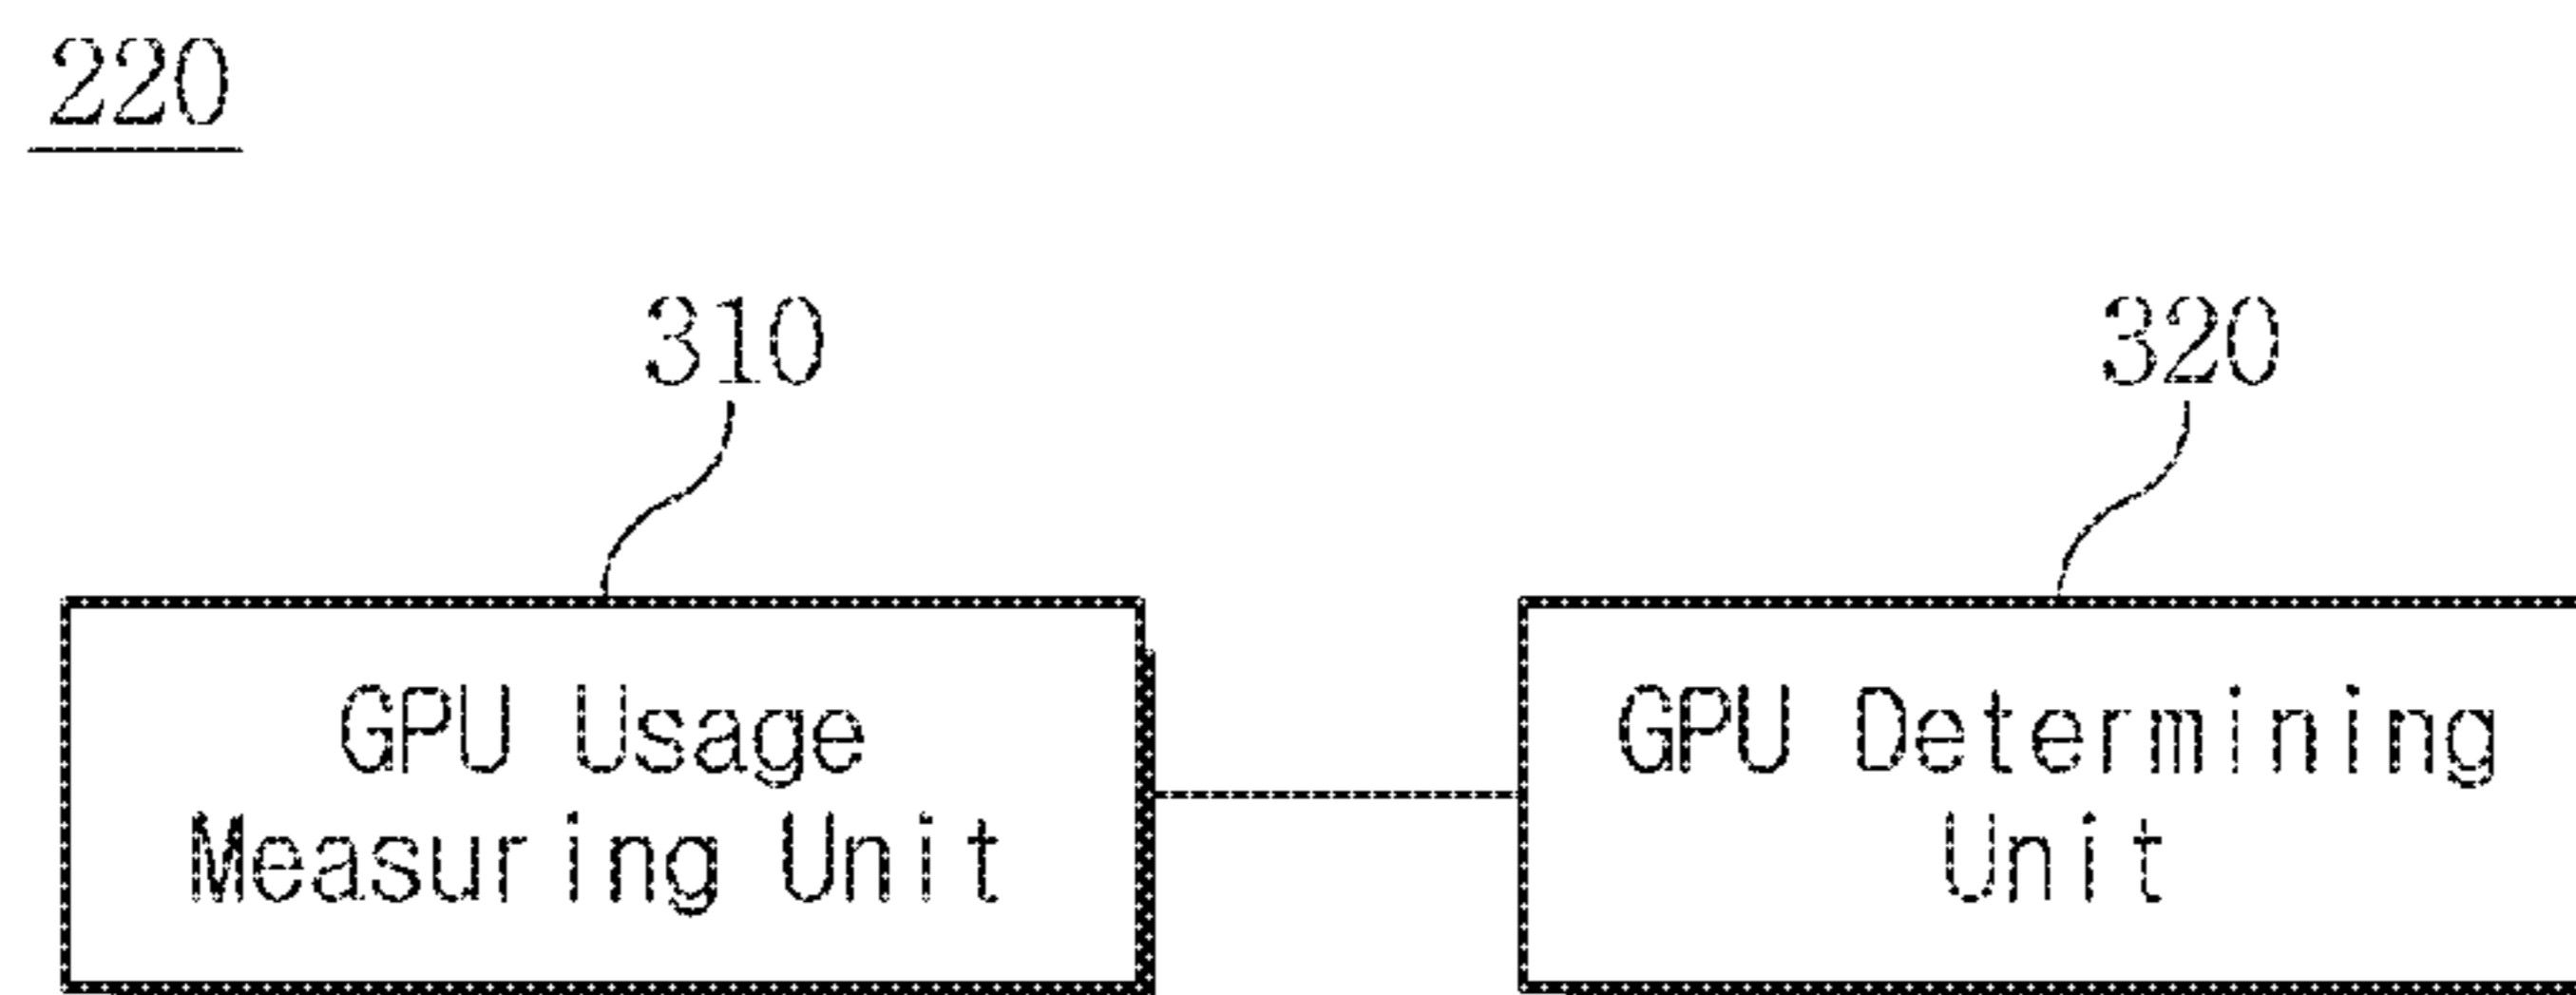 220
310
320
GPU Usage
Measuring Unit
GPU Determining
Unit